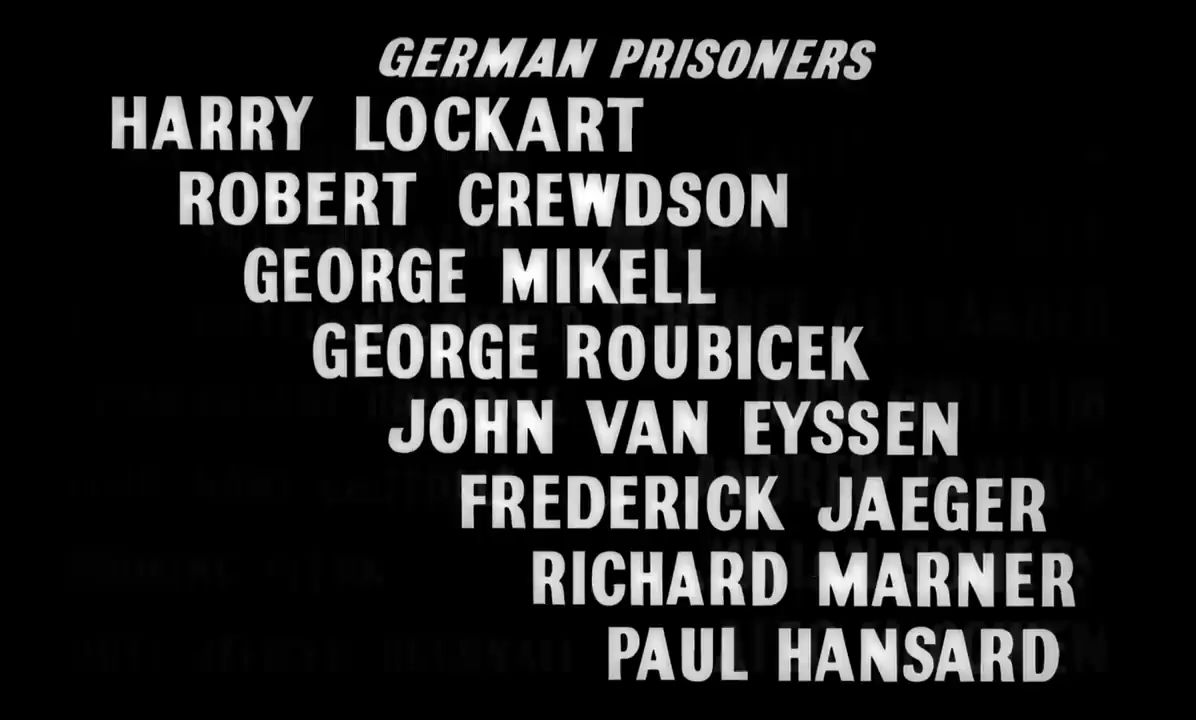 GERMAN PRISONERS
HARRY LOCKART
ROBERT CREWDSON
GEORGE MIKELL
GEORGE ROUBICEK
JOHN VAN EYSSEN
FREDERICK JAEGER
RICHARD MARNER
PAUL HANSARD